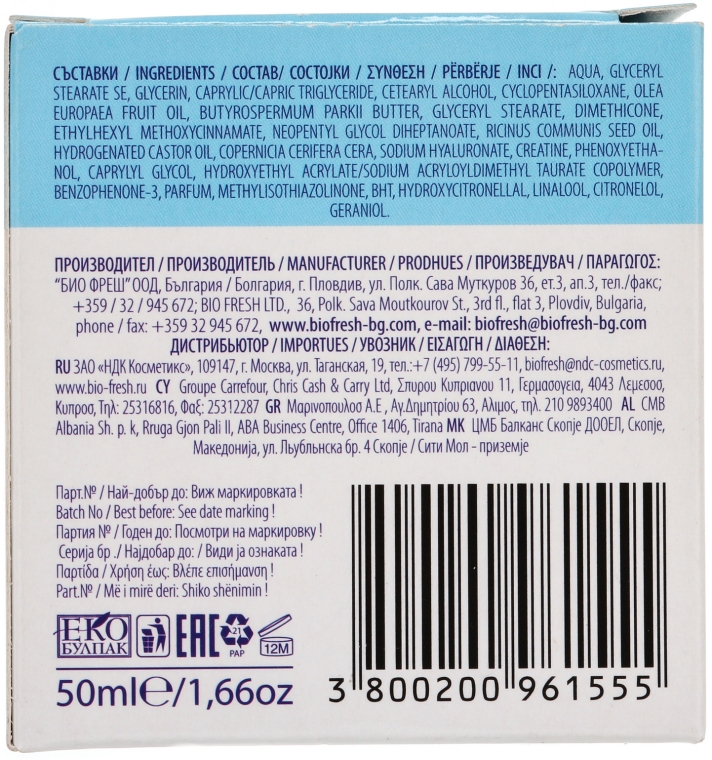 СЪСТАВКИ / INGREDIENTS / СОСТАВ/ СОСТОЈКИ / ΣΥΝΘΕΣΗ / PËRBËRJE / INCI /: AQUA, GLYCERYL
STEARATE SE, GLYCERIN, CAPRYLIC/CAPRIC TRIGLYCERIDE, CETEARYL ALCOHOL, CYCLOPENTASILOXANE, OLEA
EUROPAEA FRUIT OIL, BUTYROSPERMUM PARKII BUTTER, GLYCERYL STEARATE, DIMETHICONE,
ETHYLHEXYL METHOXYCINNAMATE, NEOPENTYL GLYCOL DIHEPTANOATE, RICINUS COMMUNIS SEED OIL,
HYDROGENATED CASTOR OIL, COPERNICIA CERIFERA CERA, SODIUM HYALURONATE, CREATINE, PHENOXYETHA-
NOL, CAPRYLYL GLYCOL, HYDROXYETHYL ACRYLATE/SODIUM ACRYLOYLDIMETHYL TAURATE COPOLYMER,
BENZOPHENONE-3, PARFUM, METHYLISOTHIAZOLINONE, BHT, HYDROXYCITRONELLAL, LINALOOL, CITRONELOL,
GERANIOL.
ПРОИЗВОДИТЕЛ / ПРОИЗВОДИТЕЛЬ / MANUFACTURER / PRODHUES / ПРОИЗВЕДУВАЧ / ΠΑΡΑΓΩΓΟΣ:
"БИО ФРЕШ" ООД, България / Болгария, г. Пловдив, ул. Полк. Сава Муткуров 36, ет.3, ап.3, тел./факс;
+359 / 32 / 945 672; BIO FRESH LTD., 36, Polk. Sava Moutkourov St., 3rd fl., flat 3, Plovdiv, Bulgaria,
phone / fax: +359 32 945 672, www.biofresh-bg.com, e-mail: biofresh@biofresh-bg.com
ДИСТРИБЬЮТОР / IMPORTUES / УВОЗНИК / ΕΙΣΑΓΩΓΗ / ΔΙΑΘΕΣΗ:
RU ЗАО «НДК Косметикс», 109147, г. Москва, ул. Таганская, 19, тел.:+7 (495) 799-55-11, biofresh@ndc-cosmetics.ru,
www.bio-fresh.ru CY Groupe Carrefour, Chris Cash & Carry Ltd, Σπυρου Κυπριανου 11, Γερμασογεια, 4043 Λεμεσος,
Κυπρος, Τηλ: 25316816, Φαξ: 25312287 GR Μαρινοπουλοσ Α.Ε , Αγ.Δημητρίου 63, Αλιμος, τηλ. 210 9893400 AL CMB
Albania Sh. p. k, Rruga Gjon Pali II, ABA Business Centre, Office 1406, Tirana MK ЦМБ Балканс Скопје ДООЕЛ, Скопје,
Македонија, ул. Љубљнска бр. 4 Скопје / Сити Мол - приземје
Парт.№ / Най-добър до: Виж маркировката !
Batch No / Best before: See date marking !
Партия № / Годен до: Посмотри на маркировку !
Серија бр ./ Најдобар до: / Види ја ознаката !
Παρτίδα / Χρήση έως: Βλέπε επισήμανση !
Part.№ / Më i mirë deri: Shiko shënimin !
ЕКО
БУЛПАК
EAC
21
PAP
12M
50ml℮/1,66oz
3 800200 961555